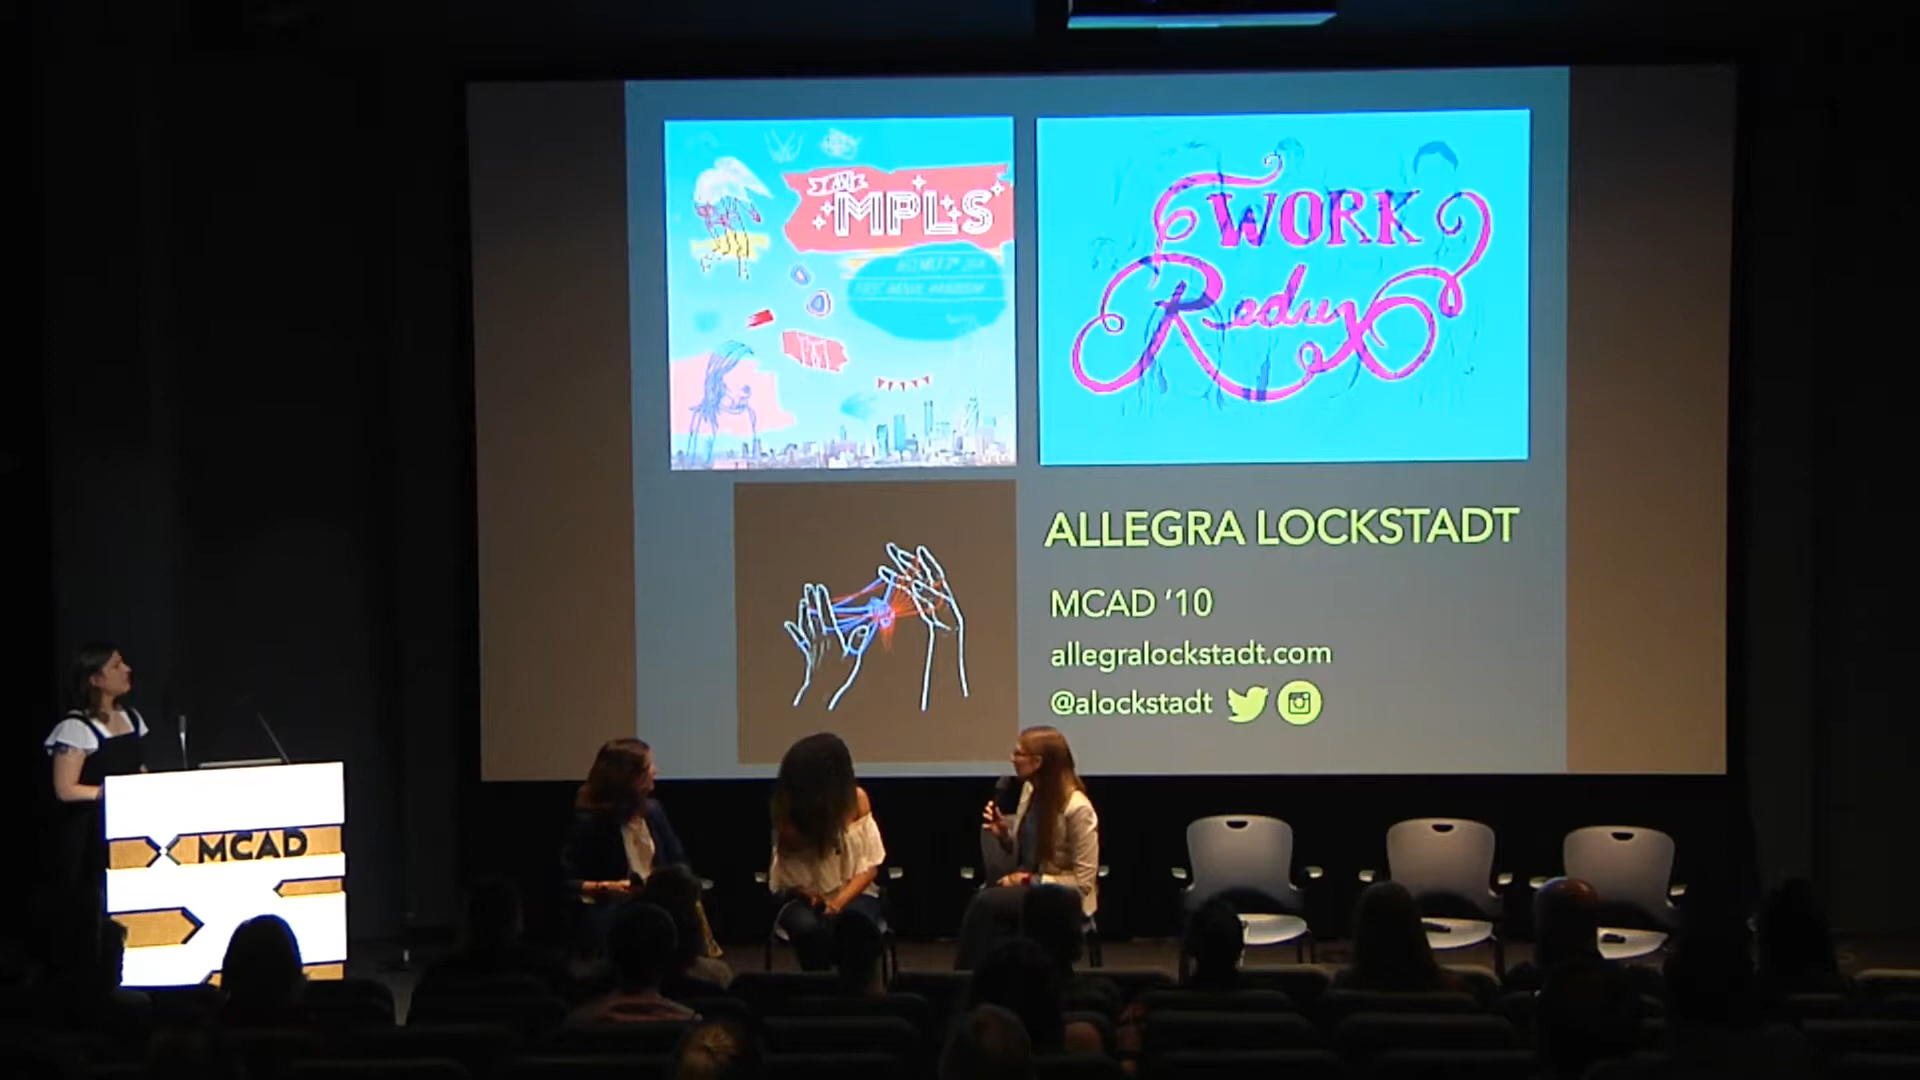 MPLS
WORK
Redux
ALLEGRA LOCKSTADT
MCAD '10
allegralockstadt.com
@alockstadt
MCAD